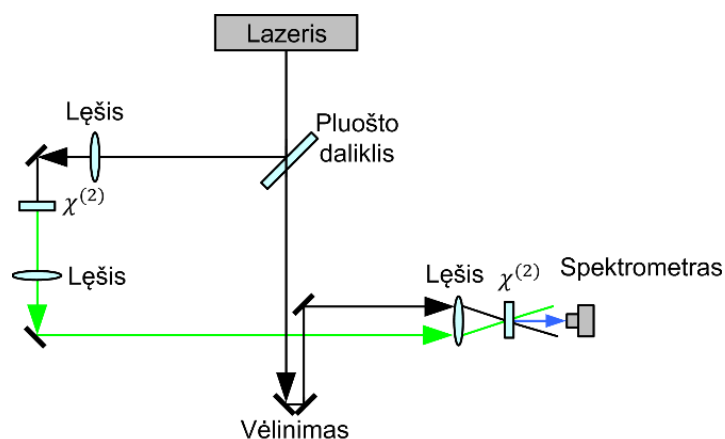 Lazeris
Lęšis
Pluošto
daliklis
χ⁽²⁾
Lęšis
Lęšis
χ⁽²⁾
Spektrometras
Vėlinimas